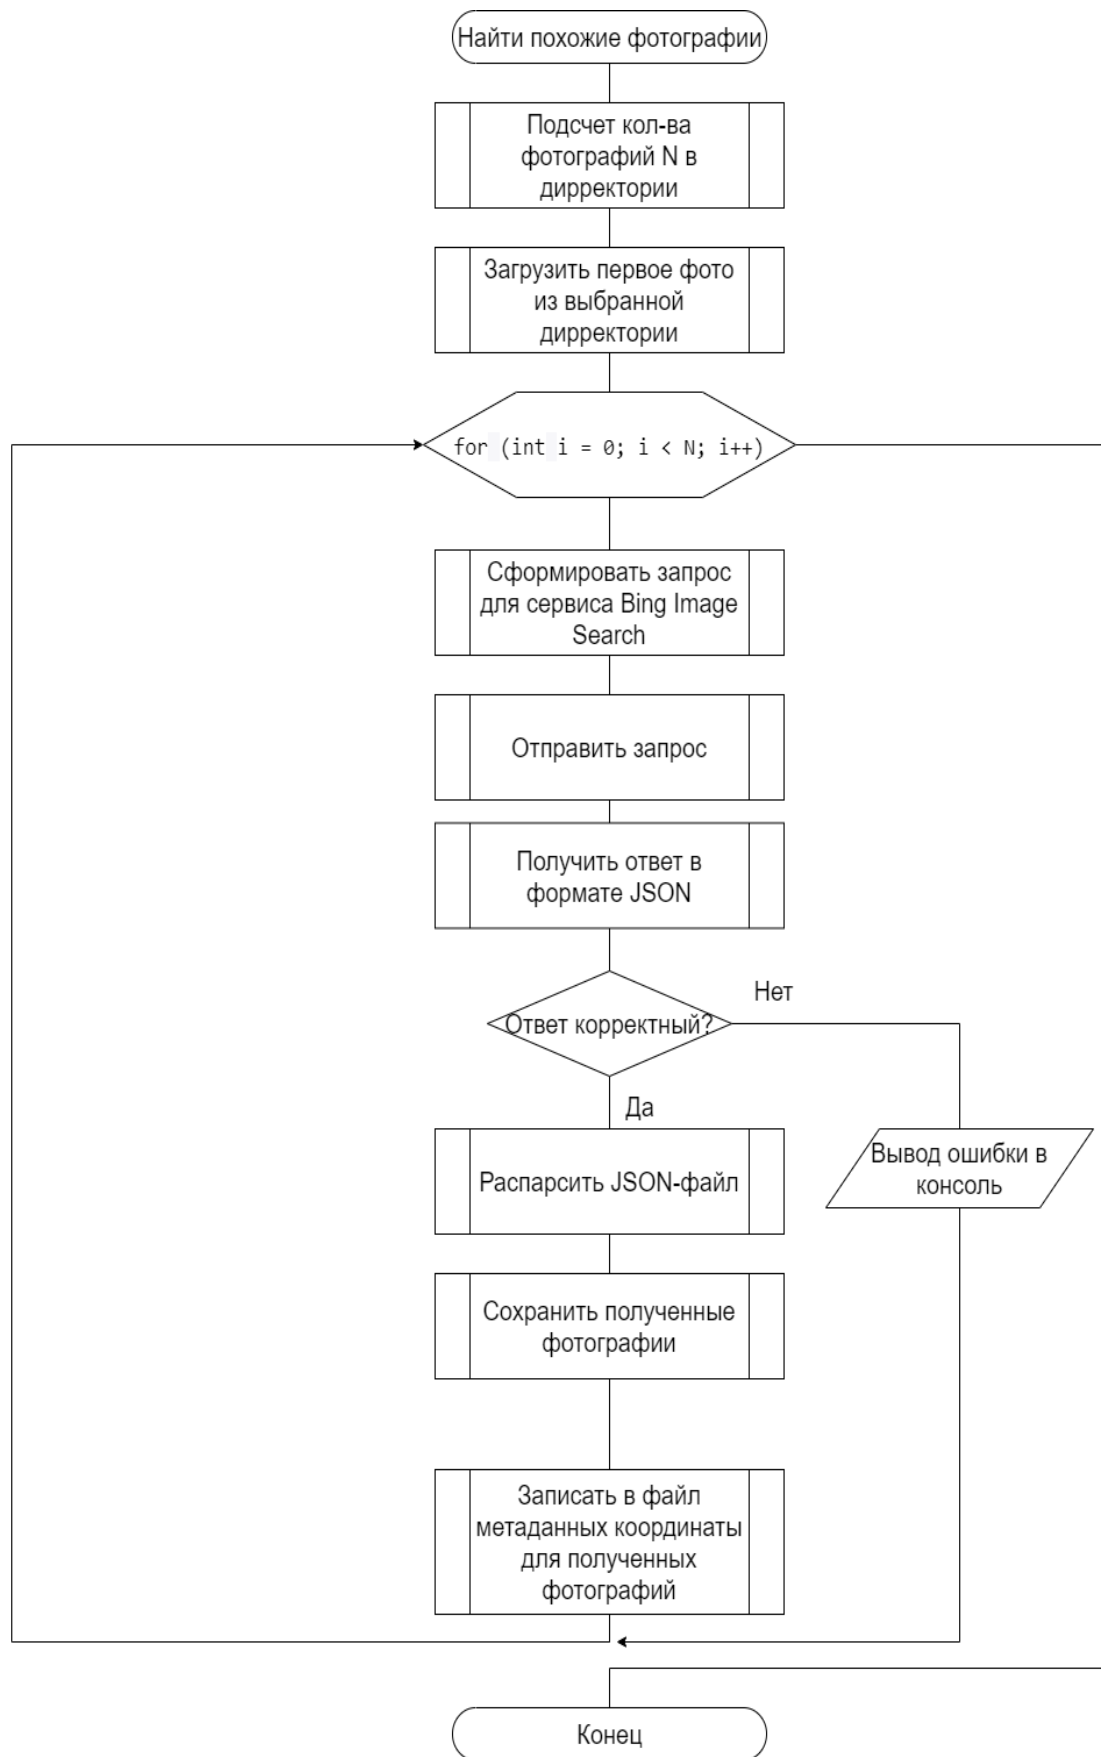 Найти похожие фотографии
Подсчет кол-ва
фотографий N в
дирректории
Загрузить первое фото
из выбранной
дирректории
for (int i = 0; i < N; i++)
Сформировать запрос
для сервиса Bing Image
Search
Отправить запрос
Получить ответ в
формате JSON
Ответ корректный?
Нет
Да
Распарсить JSON-файл
Вывод ошибки в
консоль
Сохранить полученные
фотографии
Записать в файл
метаданных координаты
для полученных
фотографий
Конец